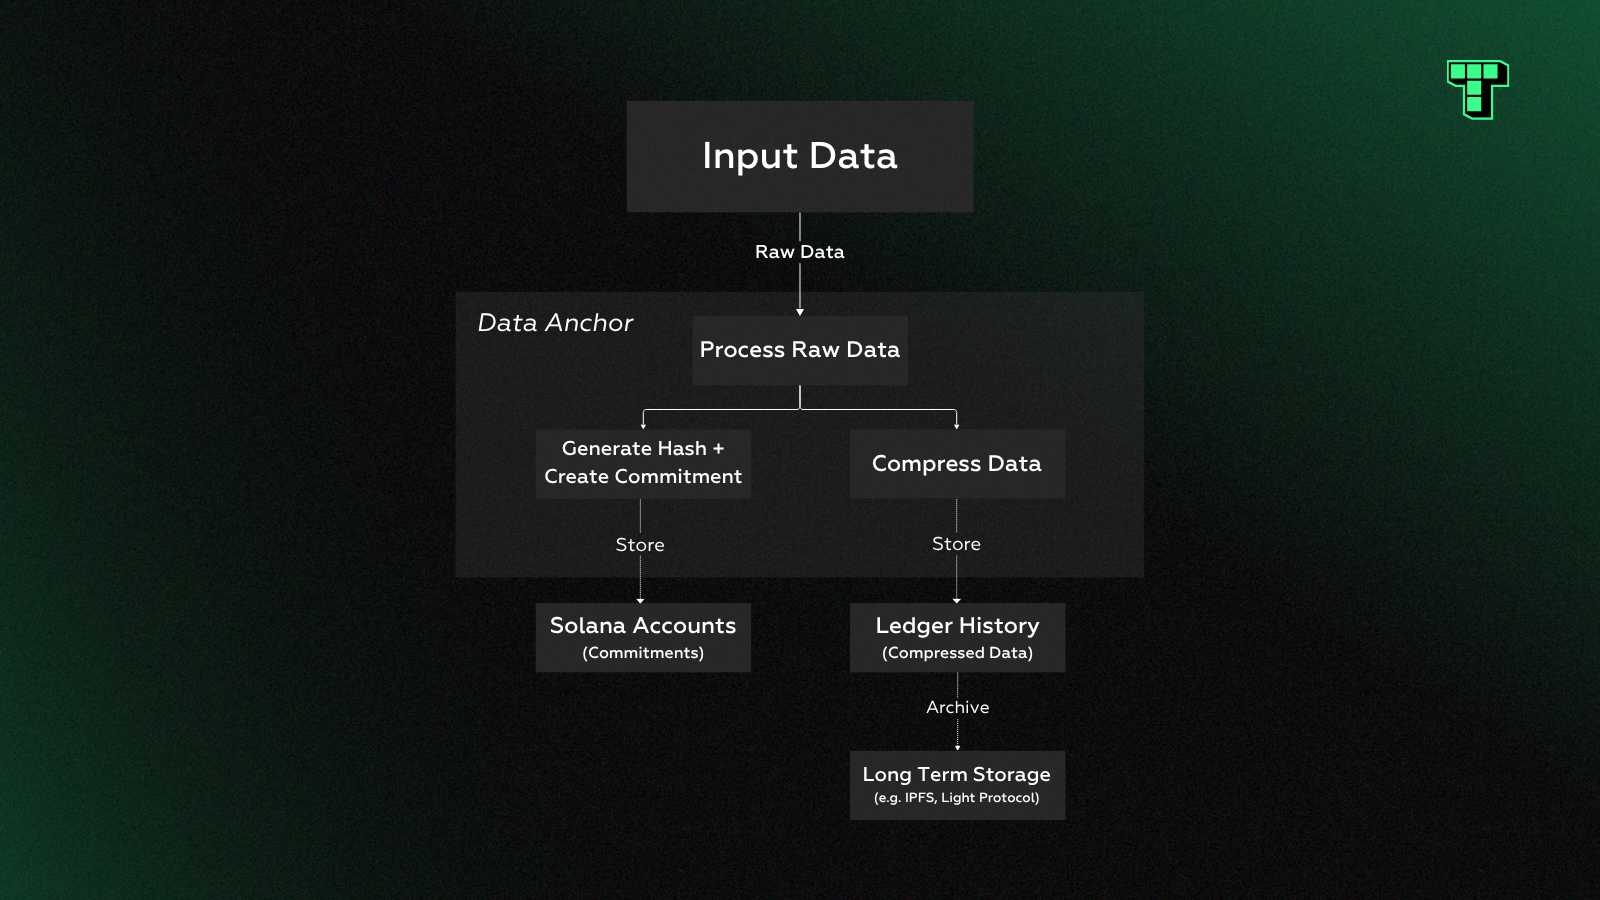 Input Data
Raw Data
Data Anchor
Process Raw Data
Generate Hash +
Create Commitment
Compress Data
Store
Store
Solana Accounts
(Commitments)
Ledger History
(Compressed Data)
Archive
Long Term Storage
(e.g. IPFS, Light Protocol)